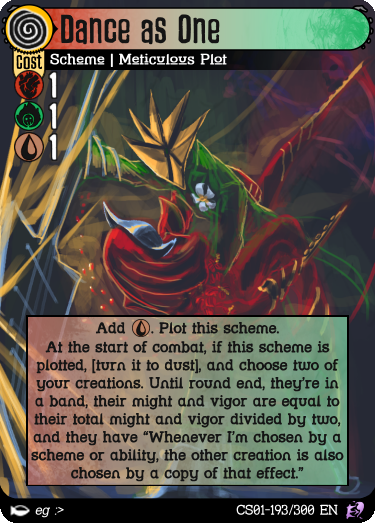 Dance as One
COST
Scheme | Meticulous Plot
1
1
1
Add . Plot this scheme.
At the start of combat, if this scheme is
plotted, [turn it to dust], and choose two of
your creations. Until round end, they're in
a band, their might and vigor are equal to
their total might and vigor divided by two,
and they have “Whenever I'm chosen by a
scheme or ability, the other creation is also
chosen by a copy of that effect.”
eg :>
CS01-193/300 EN